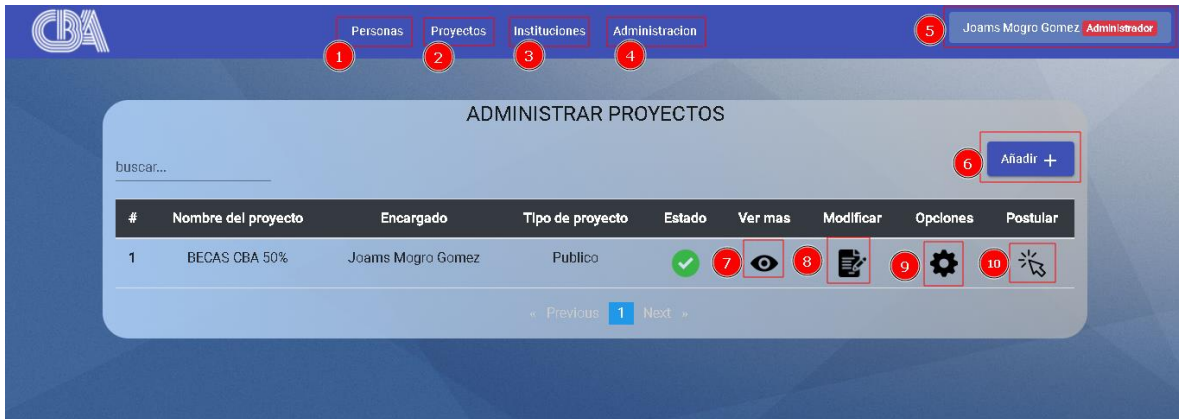 CBA
Personas Proyectos Instituciones Administracion
Joams Mogro Gomez Administrador
1 2 3 4 5
ADMINISTRAR PROYECTOS
buscar...
6 Añadir +
# Nombre del proyecto Encargado Tipo de proyecto Estado Ver mas Modificar Opciones Postular
1 BECAS CBA 50% Joams Mogro Gomez Publico 7 8 9 10
« Previous 1 Next »